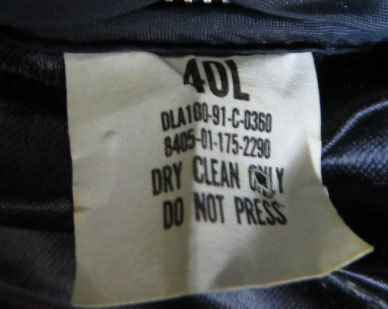 40L
DLA100-91-C-0360
8405-01-175-2290
DRY CLEAN ONLY
DO NOT PRESS